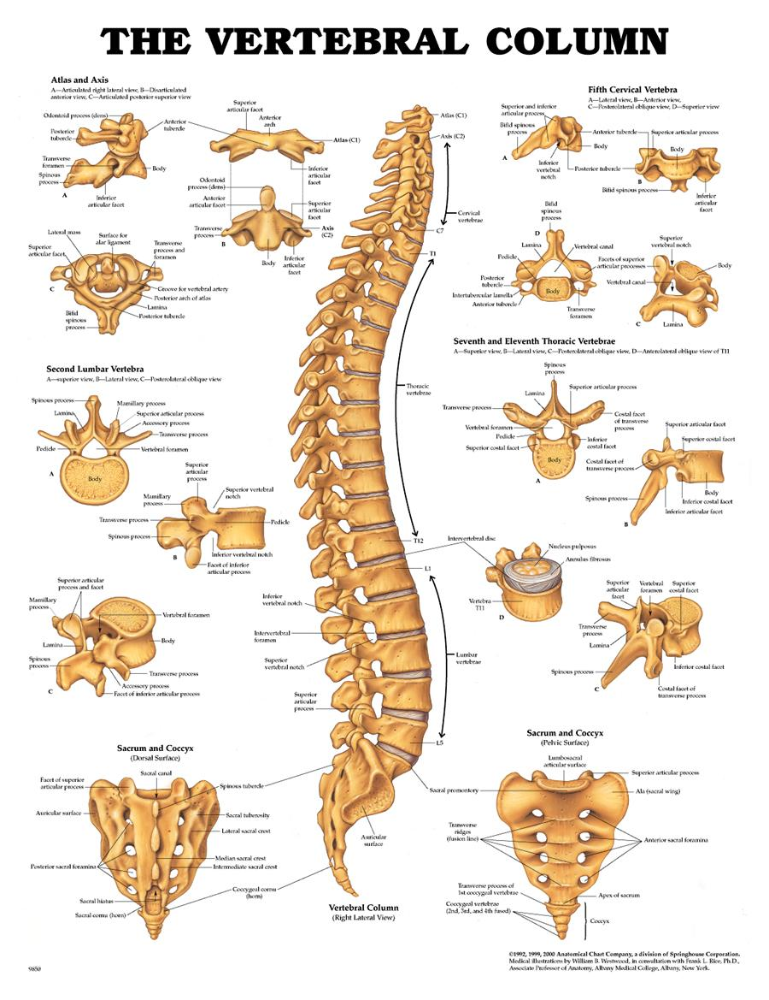 THE VERTEBRAL COLUMN
Atlas and Axis
A—Articulated right lateral view, B—Disarticulated
anterior view, C—Articulated posterior superior view
Odontoid process (dens)
Posterior
tubercle
Transverse
foramen
Spinous
process
A
Inferior
articular facet
Body
Anterior
tubercle
Superior
articular facet
Anterior
arch
Atlas (C1)
Inferior
articular
facet
Odontoid
process (dens)
Anterior
articular facet
Transverse
process
B
Superior
articular
facet
Axis
(C2)
Body
Inferior
articular
facet
Lateral mass
Superior
articular facet
Surface for
alar ligament
Transverse
process and
foramen
C
Groove for vertebral artery
Posterior arch of atlas
Lamina
Posterior tubercle
Bifid
spinous
process
Second Lumbar Vertebra
A—superior view, B—Lateral view, C—Posterolateral oblique view
Spinous process
Lamina
Mamillary process
Superior articular process
Accessory process
Transverse process
Pedicle
Vertebral foramen
A
Body
Superior
articular
process
Mamillary
process
Superior vertebral
notch
Transverse process
Pedicle
Spinous process
B
Inferior vertebral notch
Facet of inferior
articular process
Superior articular
process and facet
Mamillary
process
Vertebral foramen
Lamina
Body
Spinous
process
Transverse process
C
Accessory process
Facet of inferior articular process
Sacrum and Coccyx
(Dorsal Surface)
Sacral canal
Facet of superior
articular process
Spinous tubercle
Auricular surface
Sacral tuberosity
Lateral sacral crest
Median sacral crest
Posterior sacral foramina
Intermediate sacral crest
Sacral hiatus
Sacral cornu (horn)
Coccygeal cornu
(horn)
Atlas (C1)
Axis (C2)
Cervical
vertebrae
C7
T1
Thoracic
vertebrae
T12
Intervertebral disc
L1
Inferior
vertebral notch
Intervertebral
foramen
Superior
vertebral notch
Lumbar
vertebrae
Superior
articular
process
L5
Sacral promontory
Auricular
surface
Vertebral Column
(Right Lateral View)
Fifth Cervical Vertebra
A—Lateral view, B—Anterior view,
C—Posterolateral oblique view, D—Superior view
Superior and inferior
articular process
Bifid spinous
process
A
Inferior
vertebral
notch
Anterior tubercle
Body
Posterior tubercle
Superior articular process
Body
B
Bifid spinous process
Inferior
articular
facet
Bifid
spinous
process
D
Lamina
Vertebral canal
Pedicle
Facets of superior
articular processes
Posterior
tubercle
Body
Vertebral canal
Intertubercular lamella
Anterior tubercle
Transverse
foramen
Superior
vertebral notch
Body
C
Lamina
Seventh and Eleventh Thoracic Vertebrae
A—Superior view, B—Lateral view, C—Posterolateral oblique view, D—Anterolateral oblique view of T11
Spinous
process
Lamina
Superior articular process
Transverse process
Costal facet
of transverse
process
Vertebral foramen
Pedicle
Inferior
costal facet
Superior costal facet
Body
A
Superior articular facet
Superior costal facet
Costal facet of
transverse process
Body
Spinous process
Inferior costal facet
Inferior articular facet
B
Nucleus pulposus
Annulus fibrosus
Vertebra
T11
D
Superior
articular
facet
Vertebral
foramen
Superior
costal facet
Transverse
process
Lamina
Spinous process
Inferior costal facet
C
Costal facet of
transverse process
Sacrum and Coccyx
(Pelvic Surface)
Lumbosacral
articular surface
Superior articular process
Ala (sacral wing)
Transverse
ridges
(fusion line)
Anterior sacral foramina
Transverse process of
1st coccygeal vertebrae
Apex of sacrum
Coccygeal vertebrae
(2nd, 3rd, and 4th fused)
Coccyx
©1992, 1999, 2000 Anatomical Chart Company, a division of Springhouse Corporation.
Medical illustrations by William B. Westwood, in consultation with Frank L. Rice, Ph.D.,
Associate Professor of Anatomy, Albany Medical College, Albany, New York.
9850